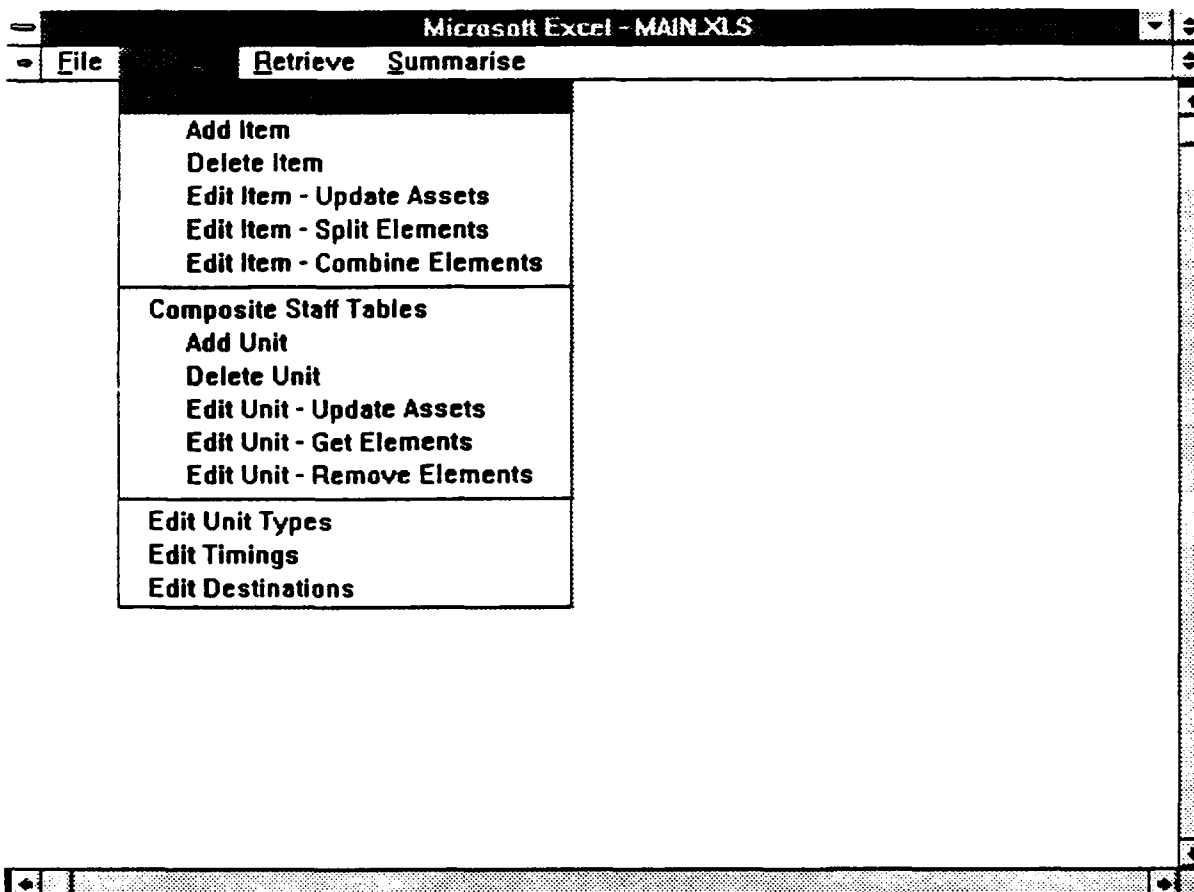 Microsoft Excel - MAIN.XLS
File Retrieve Summarise
Add Item
Delete Item
Edit Item - Update Assets
Edit Item - Split Elements
Edit Item - Combine Elements
Composite Staff Tables
Add Unit
Delete Unit
Edit Unit - Update Assets
Edit Unit - Get Elements
Edit Unit - Remove Elements
Edit Unit Types
Edit Timings
Edit Destinations